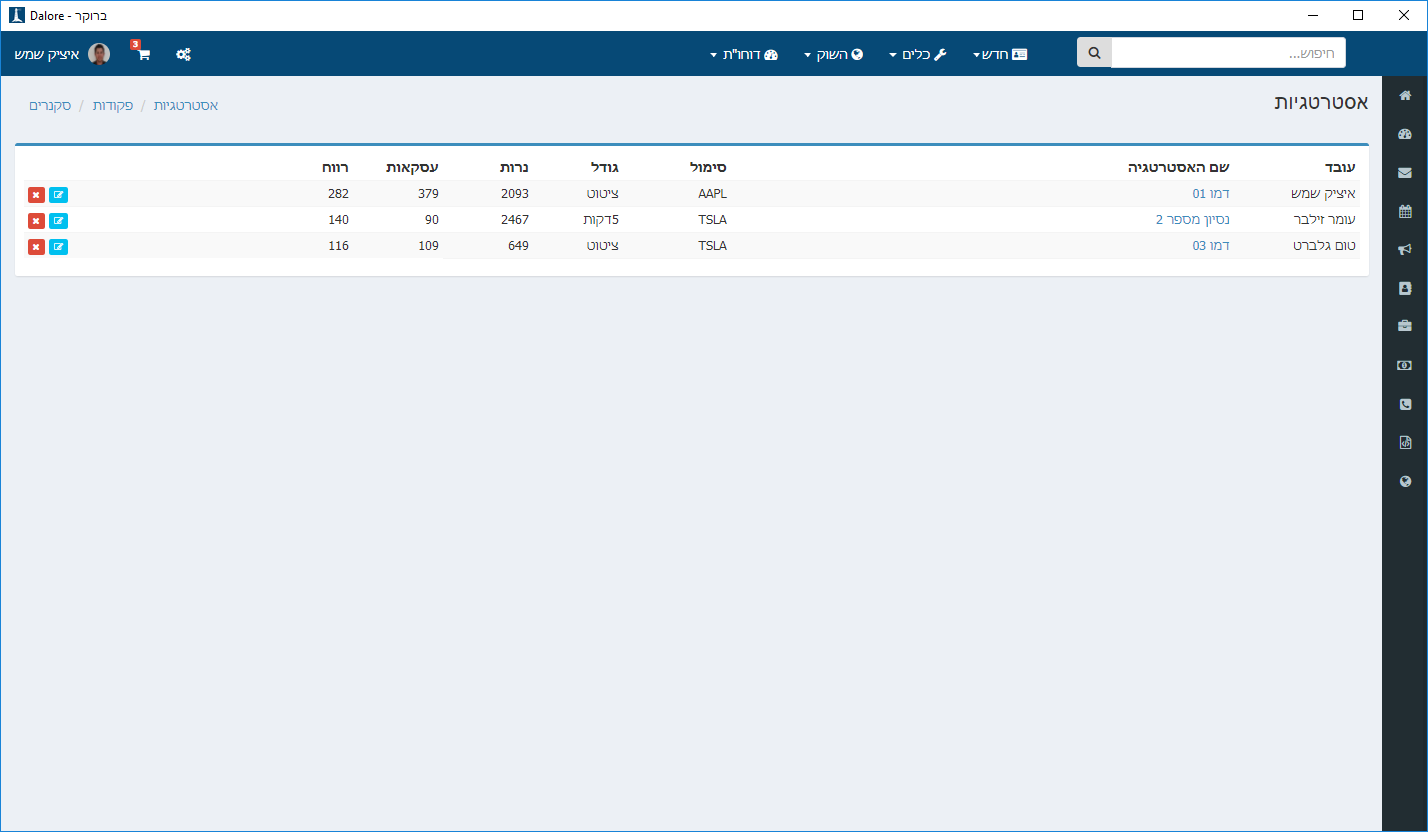 Dalore - ברוקר
חיפוש...
חדש
כלים
השוק
דוחו"ת
3
איציק שמש
אסטרטגיות
אסטרטגיות / פקודות / סקנרים
עובד שם האסטרטגיה סימול גודל נרות עסקאות רווח
איציק שמש דמו 01 AAPL ציטוט 2093 379 282
עומר זילבר נסיון מספר 2 TSLA 5דקות 2467 90 140
טום גלברט דמו 03 TSLA ציטוט 649 109 116